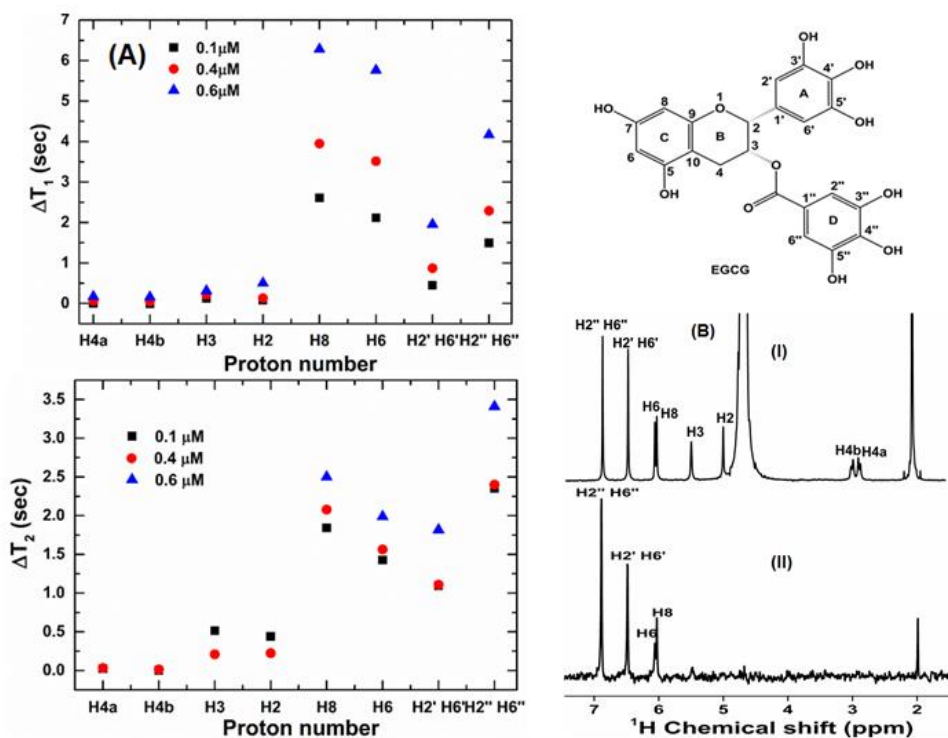 (A)
0.1μM
0.4μM
0.6μM
ΔT1 (sec)
7
6
5
4
3
2
1
0
H4a H4b H3 H2 H8 H6 H2' H6' H2'' H6''
Proton number
0.1 μM
0.4 μM
0.6 μM
ΔT2 (sec)
3.5
3.0
2.5
2.0
1.5
1.0
0.5
0.0
H4a H4b H3 H2 H8 H6 H2' H6' H2'' H6''
Proton number
OH
3'
4'
OH
2'
A
5'
OH
1'
6'
HO
8
1
O
7
9
2
C
B
6
10
3
5
4
OH
O
O
1''
2''
3''
OH
D
4''
OH
6''
5''
OH
EGCG
(B)
(I)
H2'' H6''
H2' H6'
H6
H8
H3
H2
H4b
H4a
(II)
H2'' H6''
H2' H6'
H6
H8
7 6 5 4 3 2
1H Chemical shift (ppm)